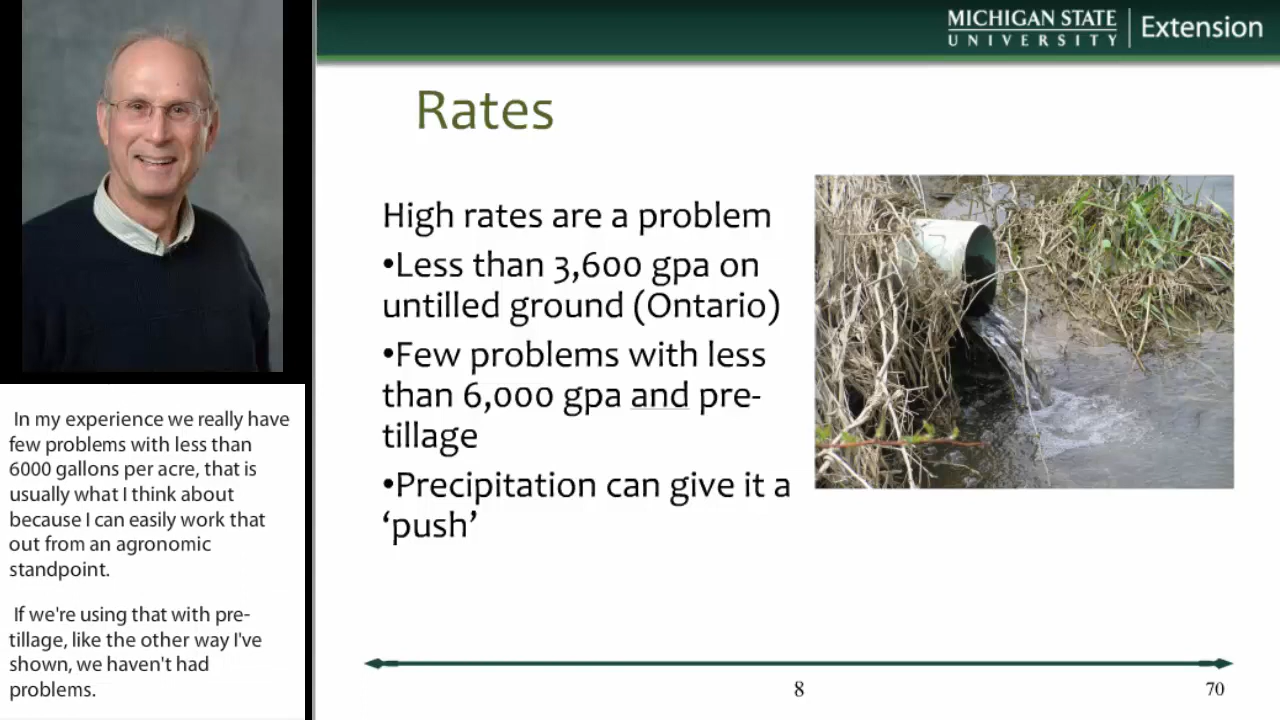 MICHIGAN STATE
UNIVERSITY
Extension
Rates
High rates are a problem
•Less than 3,600 gpa on
untilled ground (Ontario)
•Few problems with less
than 6,000 gpa and pre-
tillage
•Precipitation can give it a
‘push’
8
70
In my experience we really have
few problems with less than
6000 gallons per acre, that is
usually what I think about
because I can easily work that
out from an agronomic
standpoint.
If we're using that with pre-
tillage, like the other way I've
shown, we haven't had
problems.